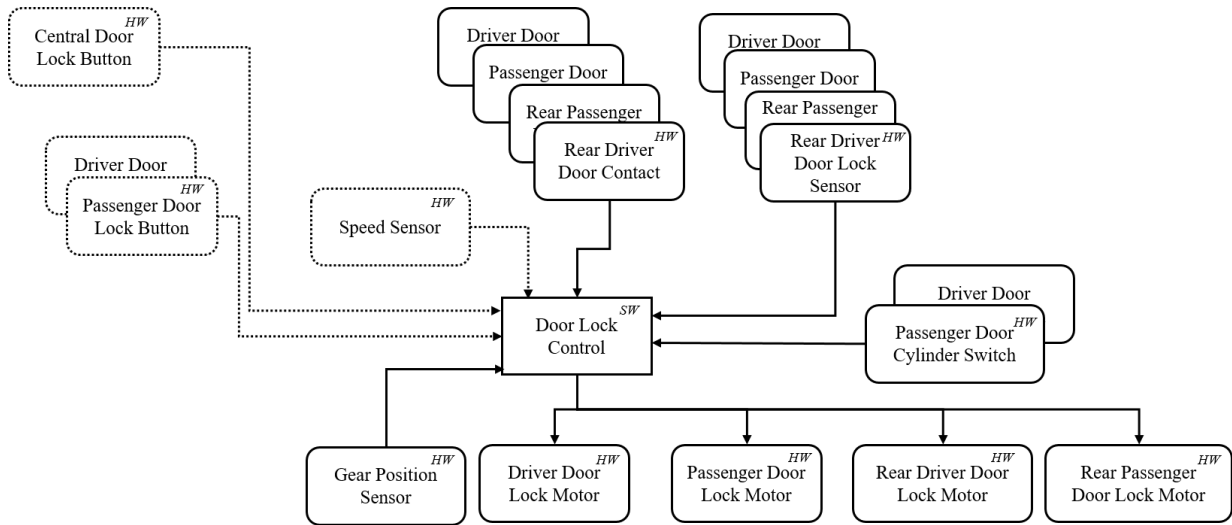 HW
Central Door
Lock Button
Driver Door
HW
Passenger Door
Lock Button
HW
Speed Sensor
Driver Door
Passenger Door
Rear Passenger
HW
Rear Driver
Door Contact
Driver Door
Passenger Door
Rear Passenger
HW
Rear Driver
Door Lock
Sensor
SW
Door Lock
Control
Driver Door
HW
Passenger Door
Cylinder Switch
HW
Gear Position
Sensor
HW
Driver Door
Lock Motor
HW
Passenger Door
Lock Motor
HW
Rear Driver Door
Lock Motor
HW
Rear Passenger
Door Lock Motor